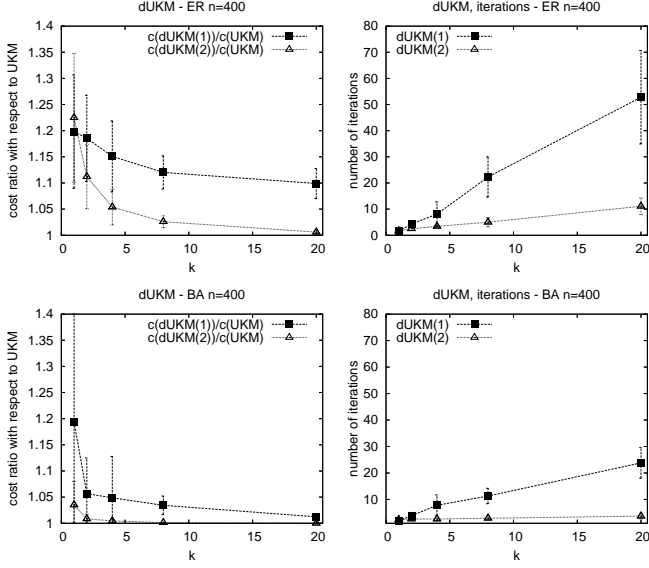 dUKM - ER n=400
cost ratio with respect to UKM
1.4
1.35
1.3
1.25
1.2
1.15
1.1
1.05
1
c(dUKM(1))/c(UKM)
c(dUKM(2))/c(UKM)
0 5 10 15 20
k
dUKM, iterations - ER n=400
number of iterations
80
70
60
50
40
30
20
10
0
dUKM(1)
dUKM(2)
0 5 10 15 20
k
dUKM - BA n=400
cost ratio with respect to UKM
1.4
1.35
1.3
1.25
1.2
1.15
1.1
1.05
1
c(dUKM(1))/c(UKM)
c(dUKM(2))/c(UKM)
0 5 10 15 20
k
dUKM, iterations - BA n=400
number of iterations
80
70
60
50
40
30
20
10
dUKM(1)
dUKM(2)
0 5 10 15 20
k